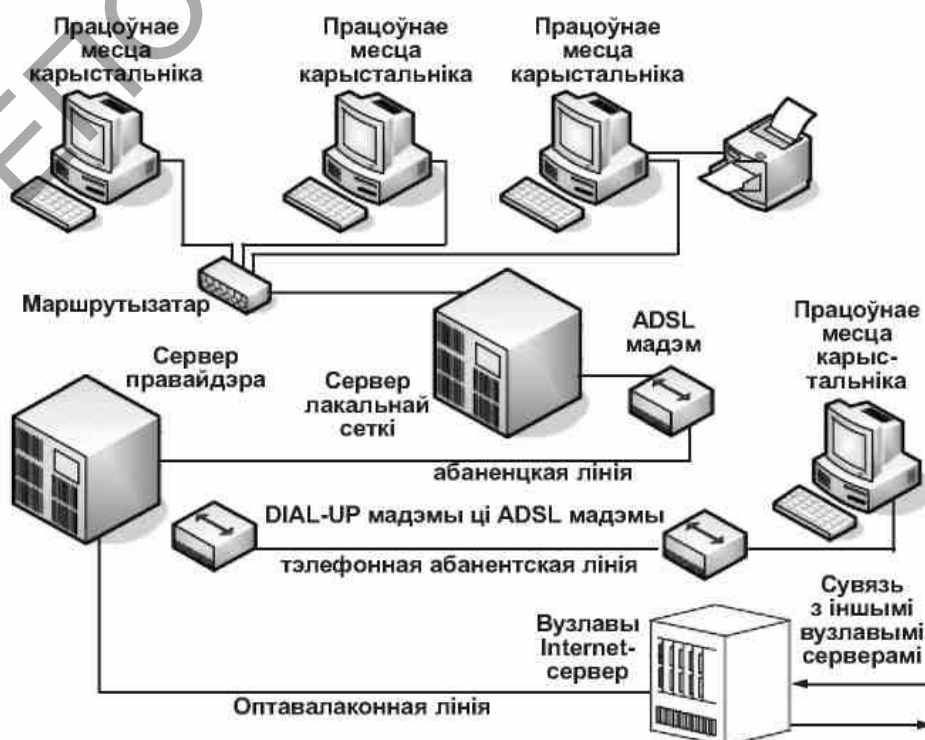 Працоўнае
месца
карыстальніка
Працоўнае
месца
карыстальніка
Працоўнае
месца
карыстальніка
Маршрутызатар
Сервер
правайдэра
Сервер
лакальнай
сеткі
ADSL
мадэм
Працоўнае
месца
карыс-
тальніка
абаненцкая лінія
DIAL-UP мадэмы ці ADSL мадэмы
тэлефонная абанентская лінія
Вузлавы
Internet-
сервер
Сувязь
з іншымі
вузлавымі
серверамі
Оптавалаконная лінія